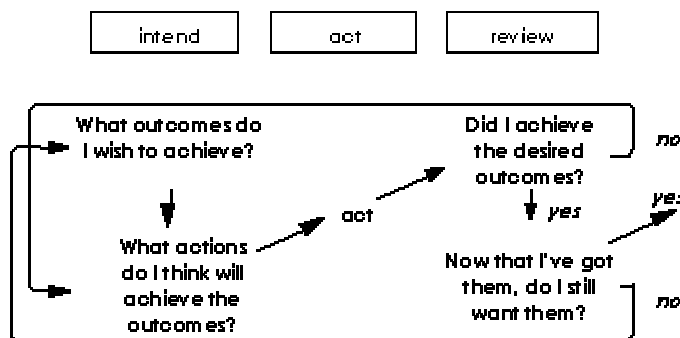 intend
act
review
What outcomes do
I wish to achieve?
Did I achieve
the desired
outcomes?
no
yes
yes
act
What actions
do I think will
achieve the
outcomes?
Now that I've got
them, do I still
want them?
no